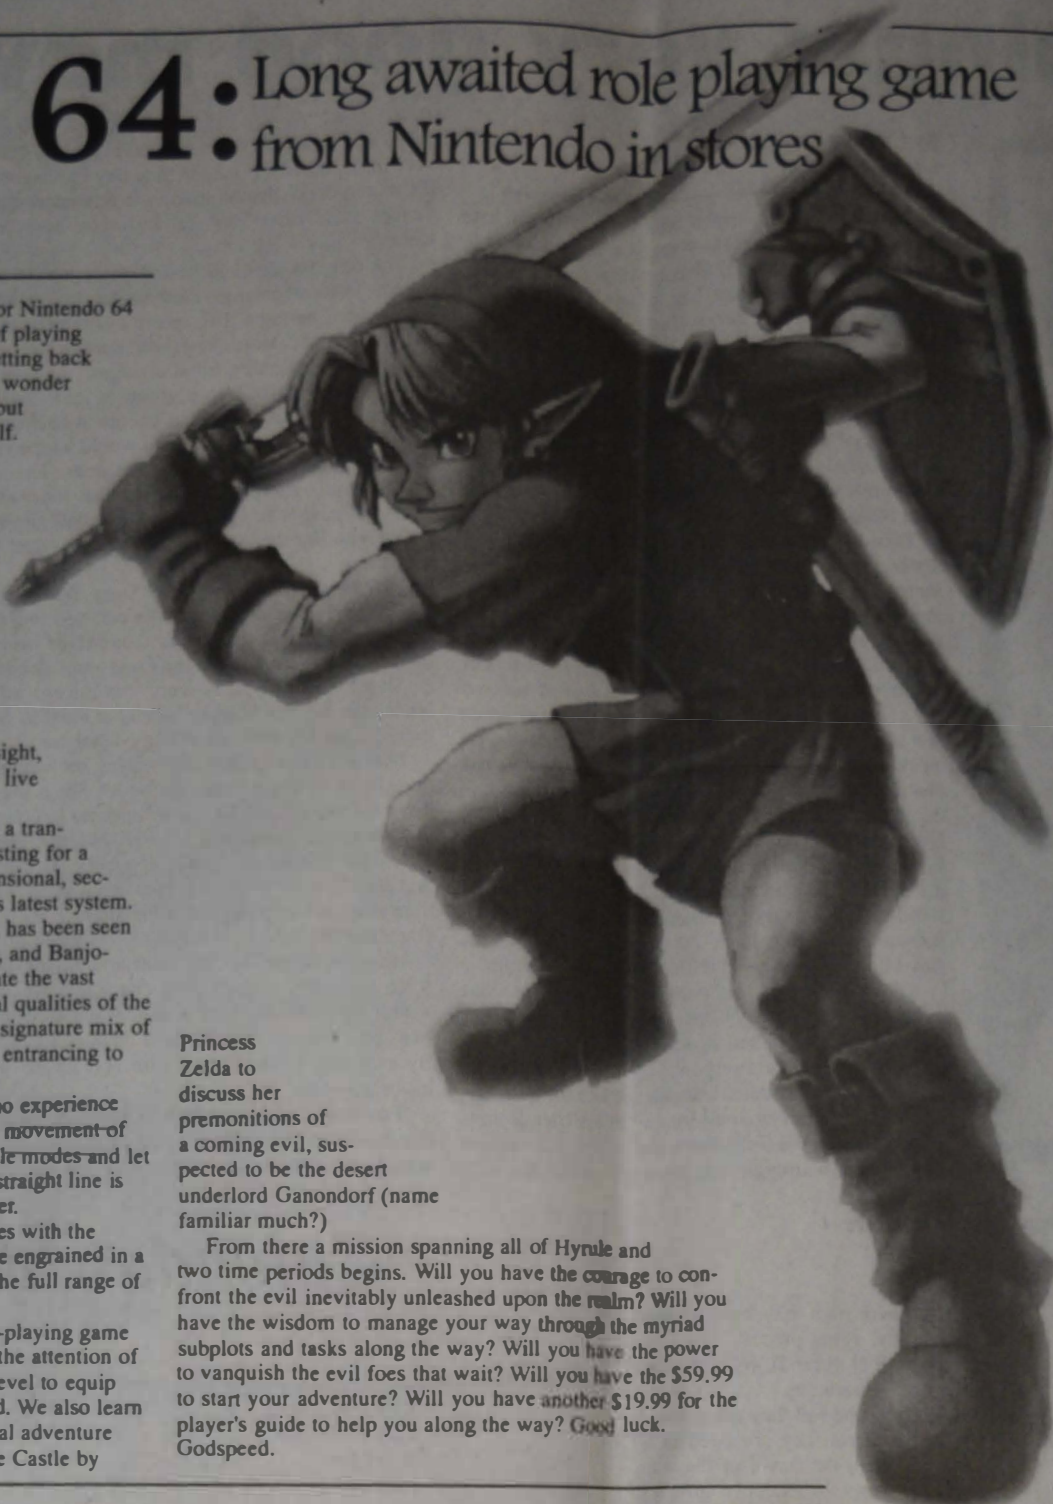 64:
Long awaited role playing game
from Nintendo in stores
or Nintendo 64
f playing
tting back
wonder
out
lf.
ight,
live
a tran-
sting for a
nsional, sec-
s latest system.
has been seen
, and Banjo-
te the vast
l qualities of the
signature mix of
entrancing to
o experience
movement of
le modes and let
straight line is
er.
es with the
e engrained in a
he full range of
-playing game
the attention of
evel to equip
d. We also learn
al adventure
e Castle by
Princess
Zelda to
discuss her
premonitions of
a coming evil, sus-
pected to be the desert
underlord Ganondorf (name
familiar much?)
From there a mission spanning all of Hyrule and
two time periods begins. Will you have the courage to con-
front the evil inevitably unleashed upon the realm? Will you
have the wisdom to manage your way through the myriad
subplots and tasks along the way? Will you have the power
to vanquish the evil foes that wait? Will you have the $59.99
to start your adventure? Will you have another $19.99 for the
player's guide to help you along the way? Good luck.
Godspeed.